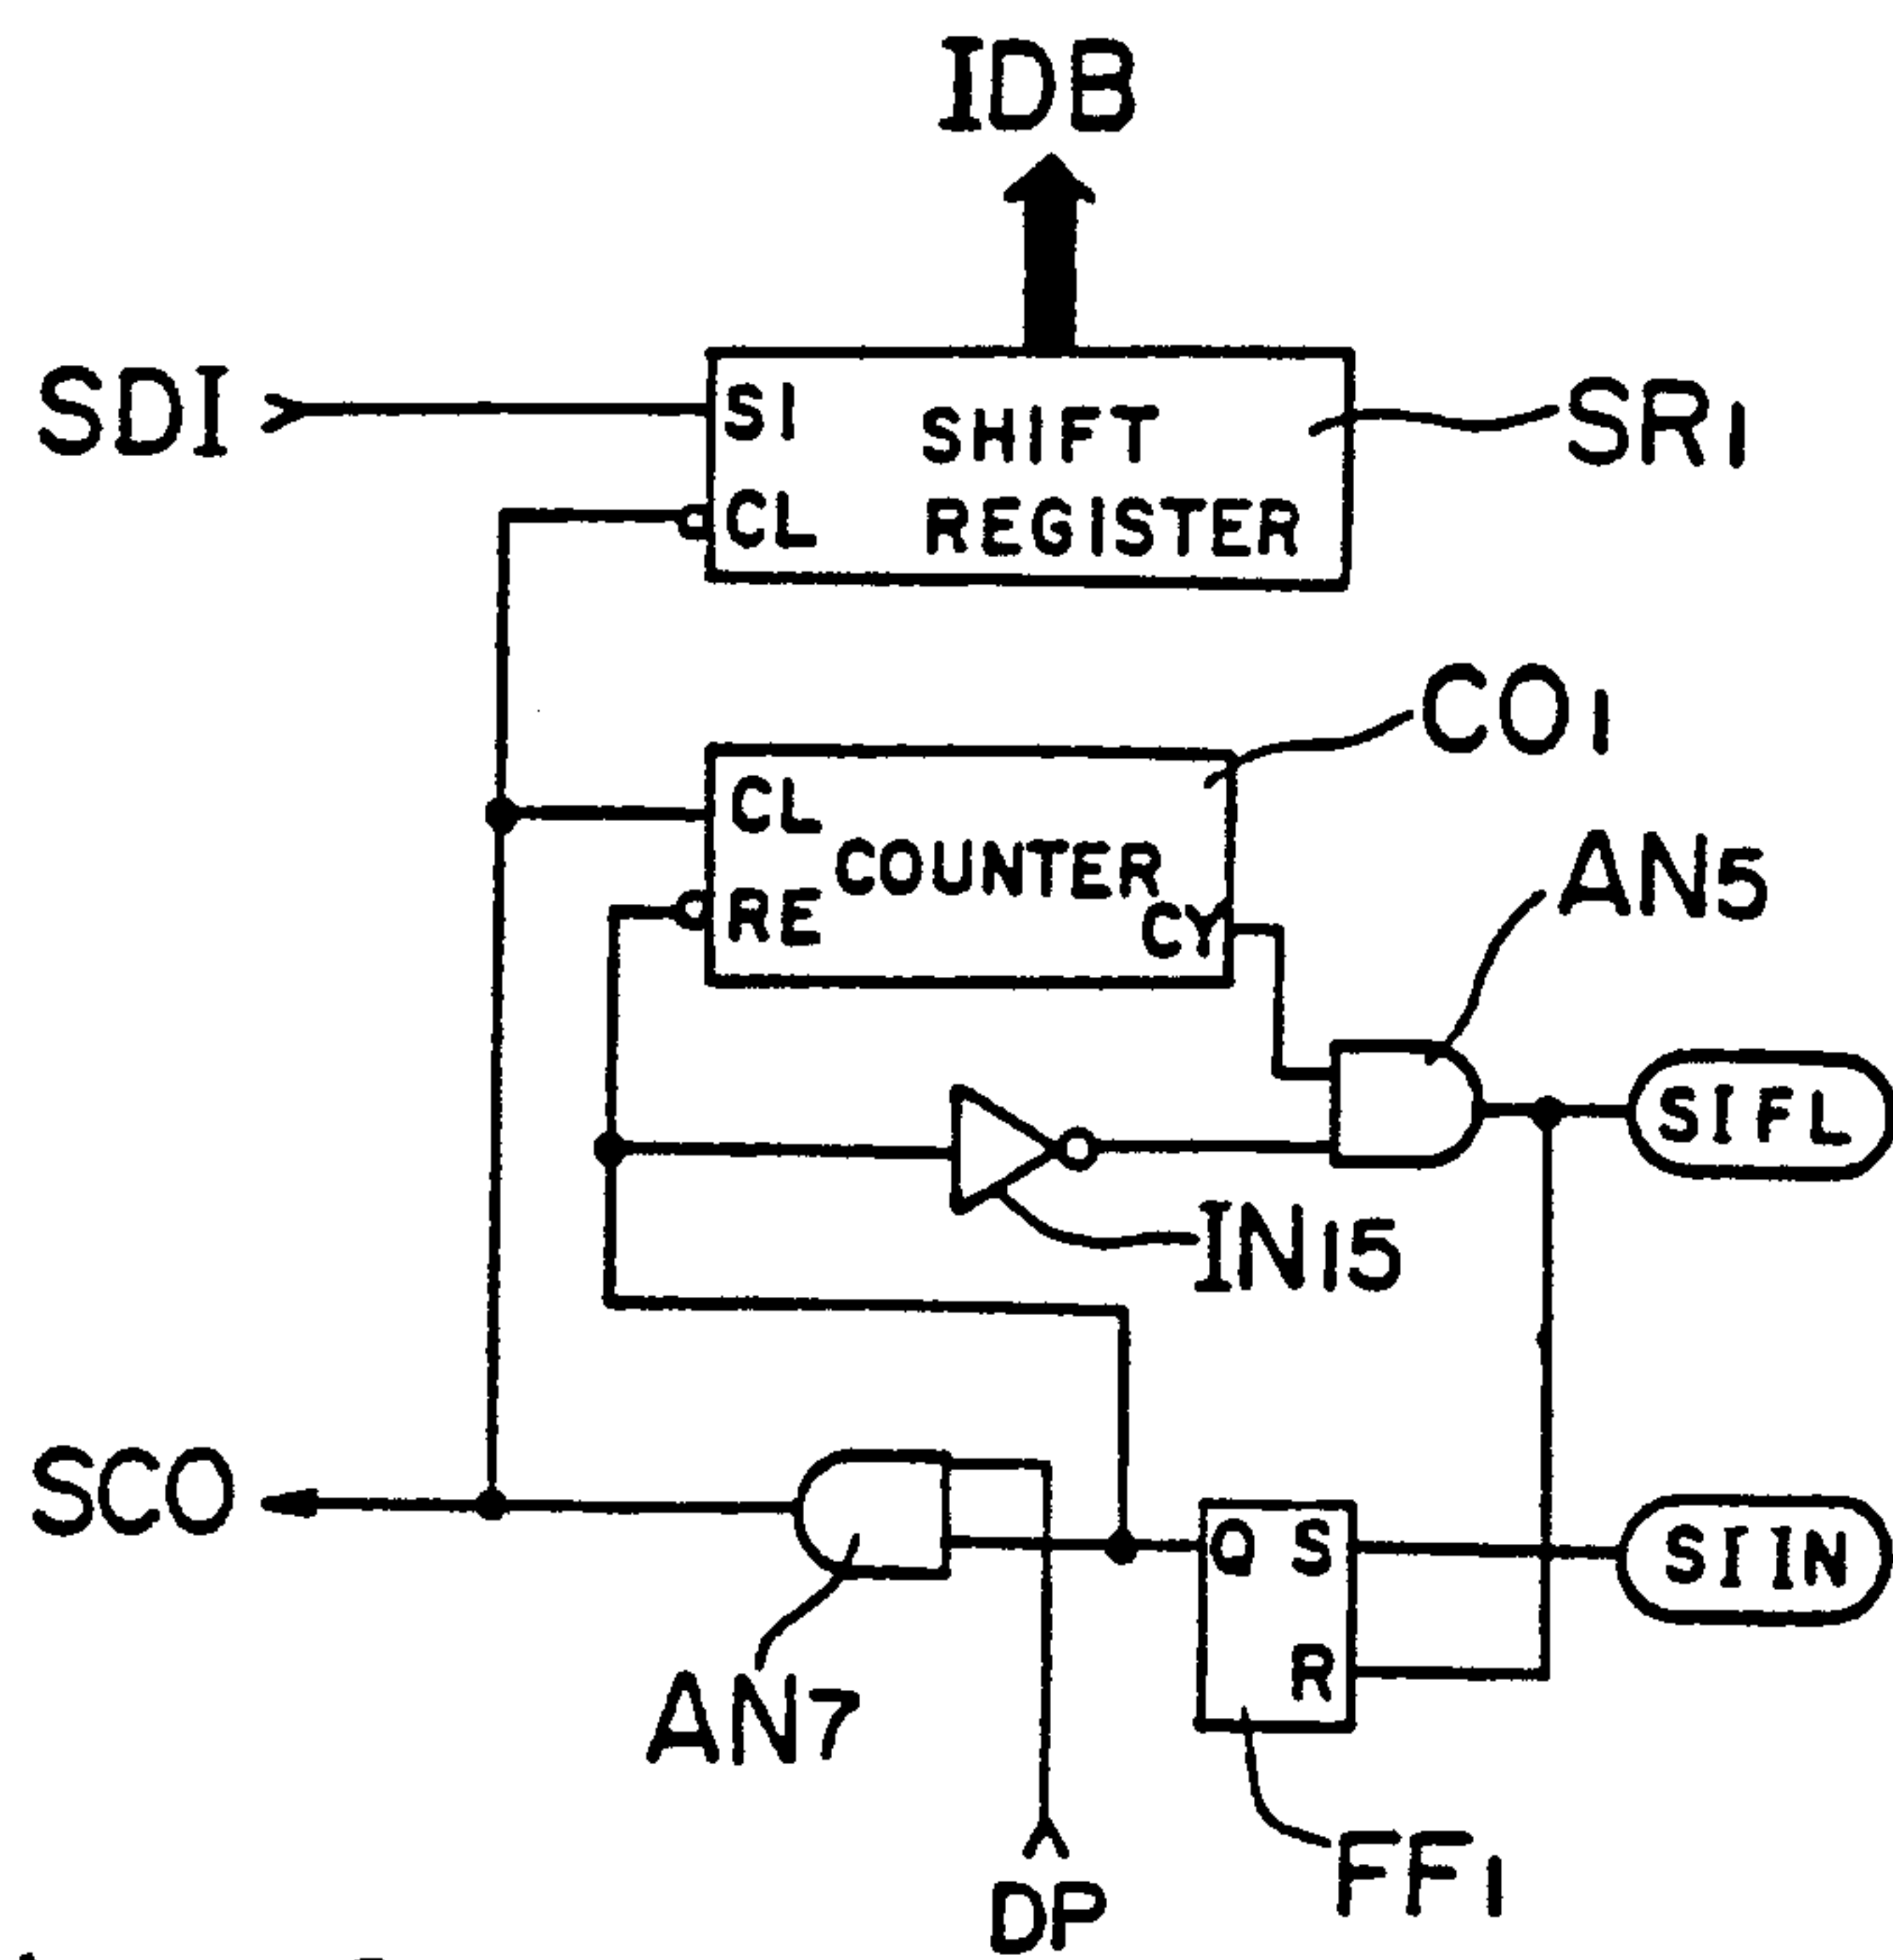 IDB
SDI
SI
SHIFT
REGISTER
CL
SR1
CO1
CL
COUNTER
RE
CY
AN5
SIFL
IN15
SCO
Q
S
R
SIIN
AN7
FF1
DP